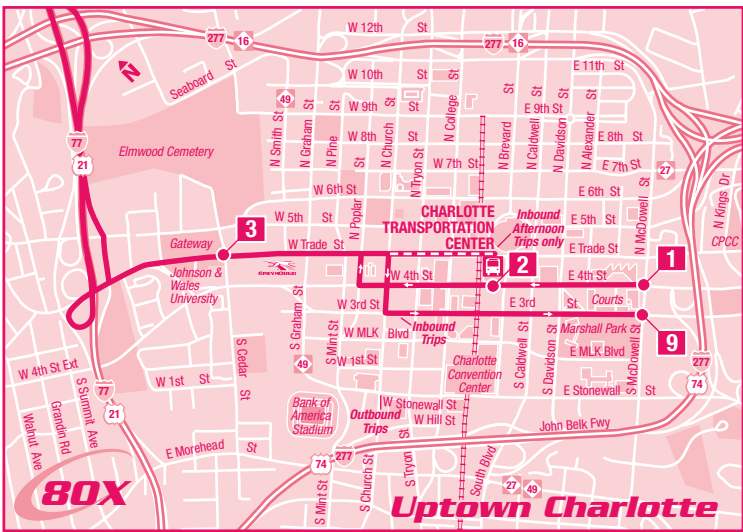 W 12th St
277
16
277
16
N
Seaboard St
W 10th St
E 11th St
49
W 9th St
E 9th St
77
21
Elmwood Cemetery
N Smith St
N Graham St
N Pine St
W 8th St
N Church St
N Tryon St
N College St
N Brevard St
N Caldwell St
N Davidson St
N Alexander St
E 8th St
W 7th St
E 7th St
27
W 6th St
E 6th St
N McDowell St
N Kings Dr
CPCC
N Poplar St
CHARLOTTE
TRANSPORTATION
CENTER
Inbound
Afternoon
Trips only
W 5th St
E 5th St
3
Gateway
W Trade St
E Trade St
GREYHOUND
Johnson &
Wales
University
W 4th St
2
E 4th St
1
Courts
W 3rd St
E 3rd St
Inbound
Trips
9
S Graham St
S Mint St
W MLK Blvd
Marshall Park
E MLK Blvd
S Cedar St
49
W 1st St
Charlotte
Convention
Center
S Caldwell St
S Davidson St
S McDowell St
277
74
W 4th St Ext
W 1st St
E Stonewall St
77
21
S Summit Ave
Grandin Rd
Walnut Ave
Bank of
America
Stadium
Outbound
Trips
W Stonewall St
W Hill St
John Belk Fwy
E Morehead St
74
277
S Mint St
S Church St
S Tryon St
South Blvd
27
49
80X
Uptown Charlotte